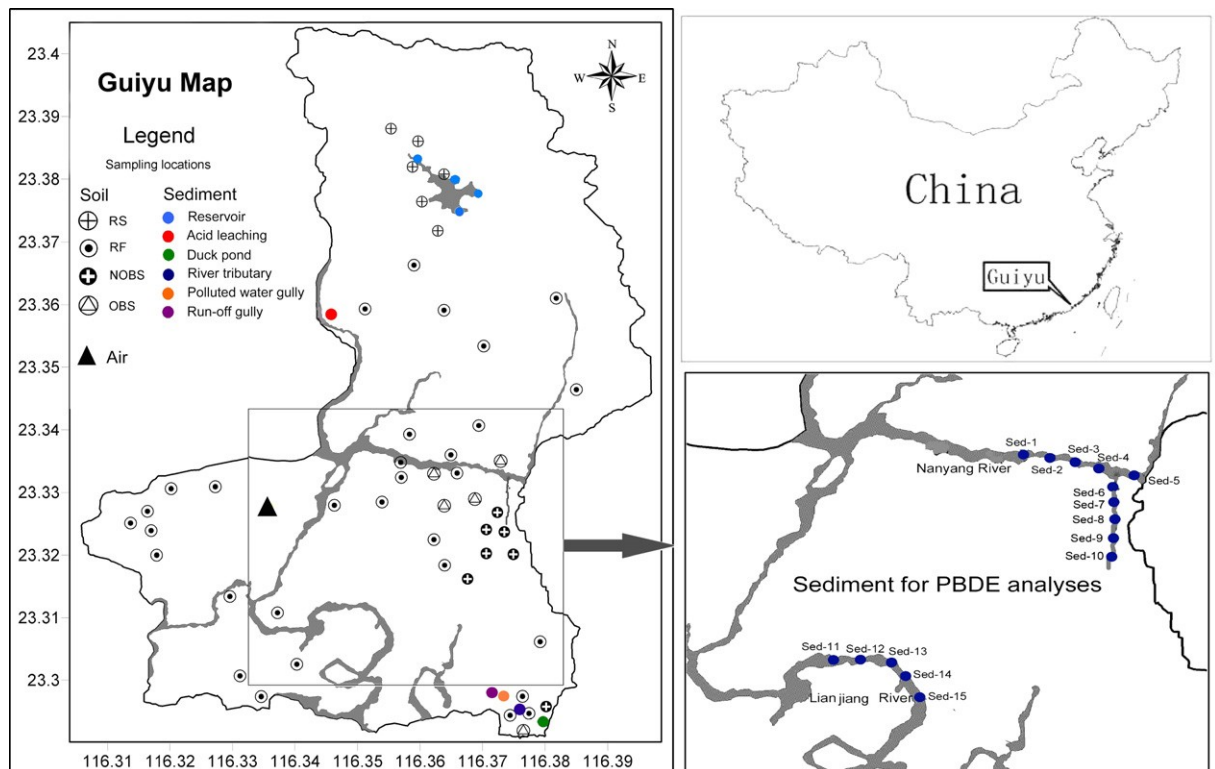 Guiyu Map
N
W E
S
Legend
Sampling locations
Soil
RS
RF
NOBS
OBS
Air
Sediment
Reservoir
Acid leaching
Duck pond
River tributary
Polluted water gully
Run-off gully
23.4
23.39
23.38
23.37
23.36
23.35
23.34
23.33
23.32
23.31
23.3
116.31 116.32 116.33 116.34 116.35 116.36 116.37 116.38 116.39
China
Guiyu
Sed-1
Sed-2
Sed-3
Sed-4
Sed-5
Nanyang River
Sed-6
Sed-7
Sed-8
Sed-9
Sed-10
Sediment for PBDE analyses
Sed-11
Sed-12
Sed-13
Sed-14
Lianjiang River
Sed-15